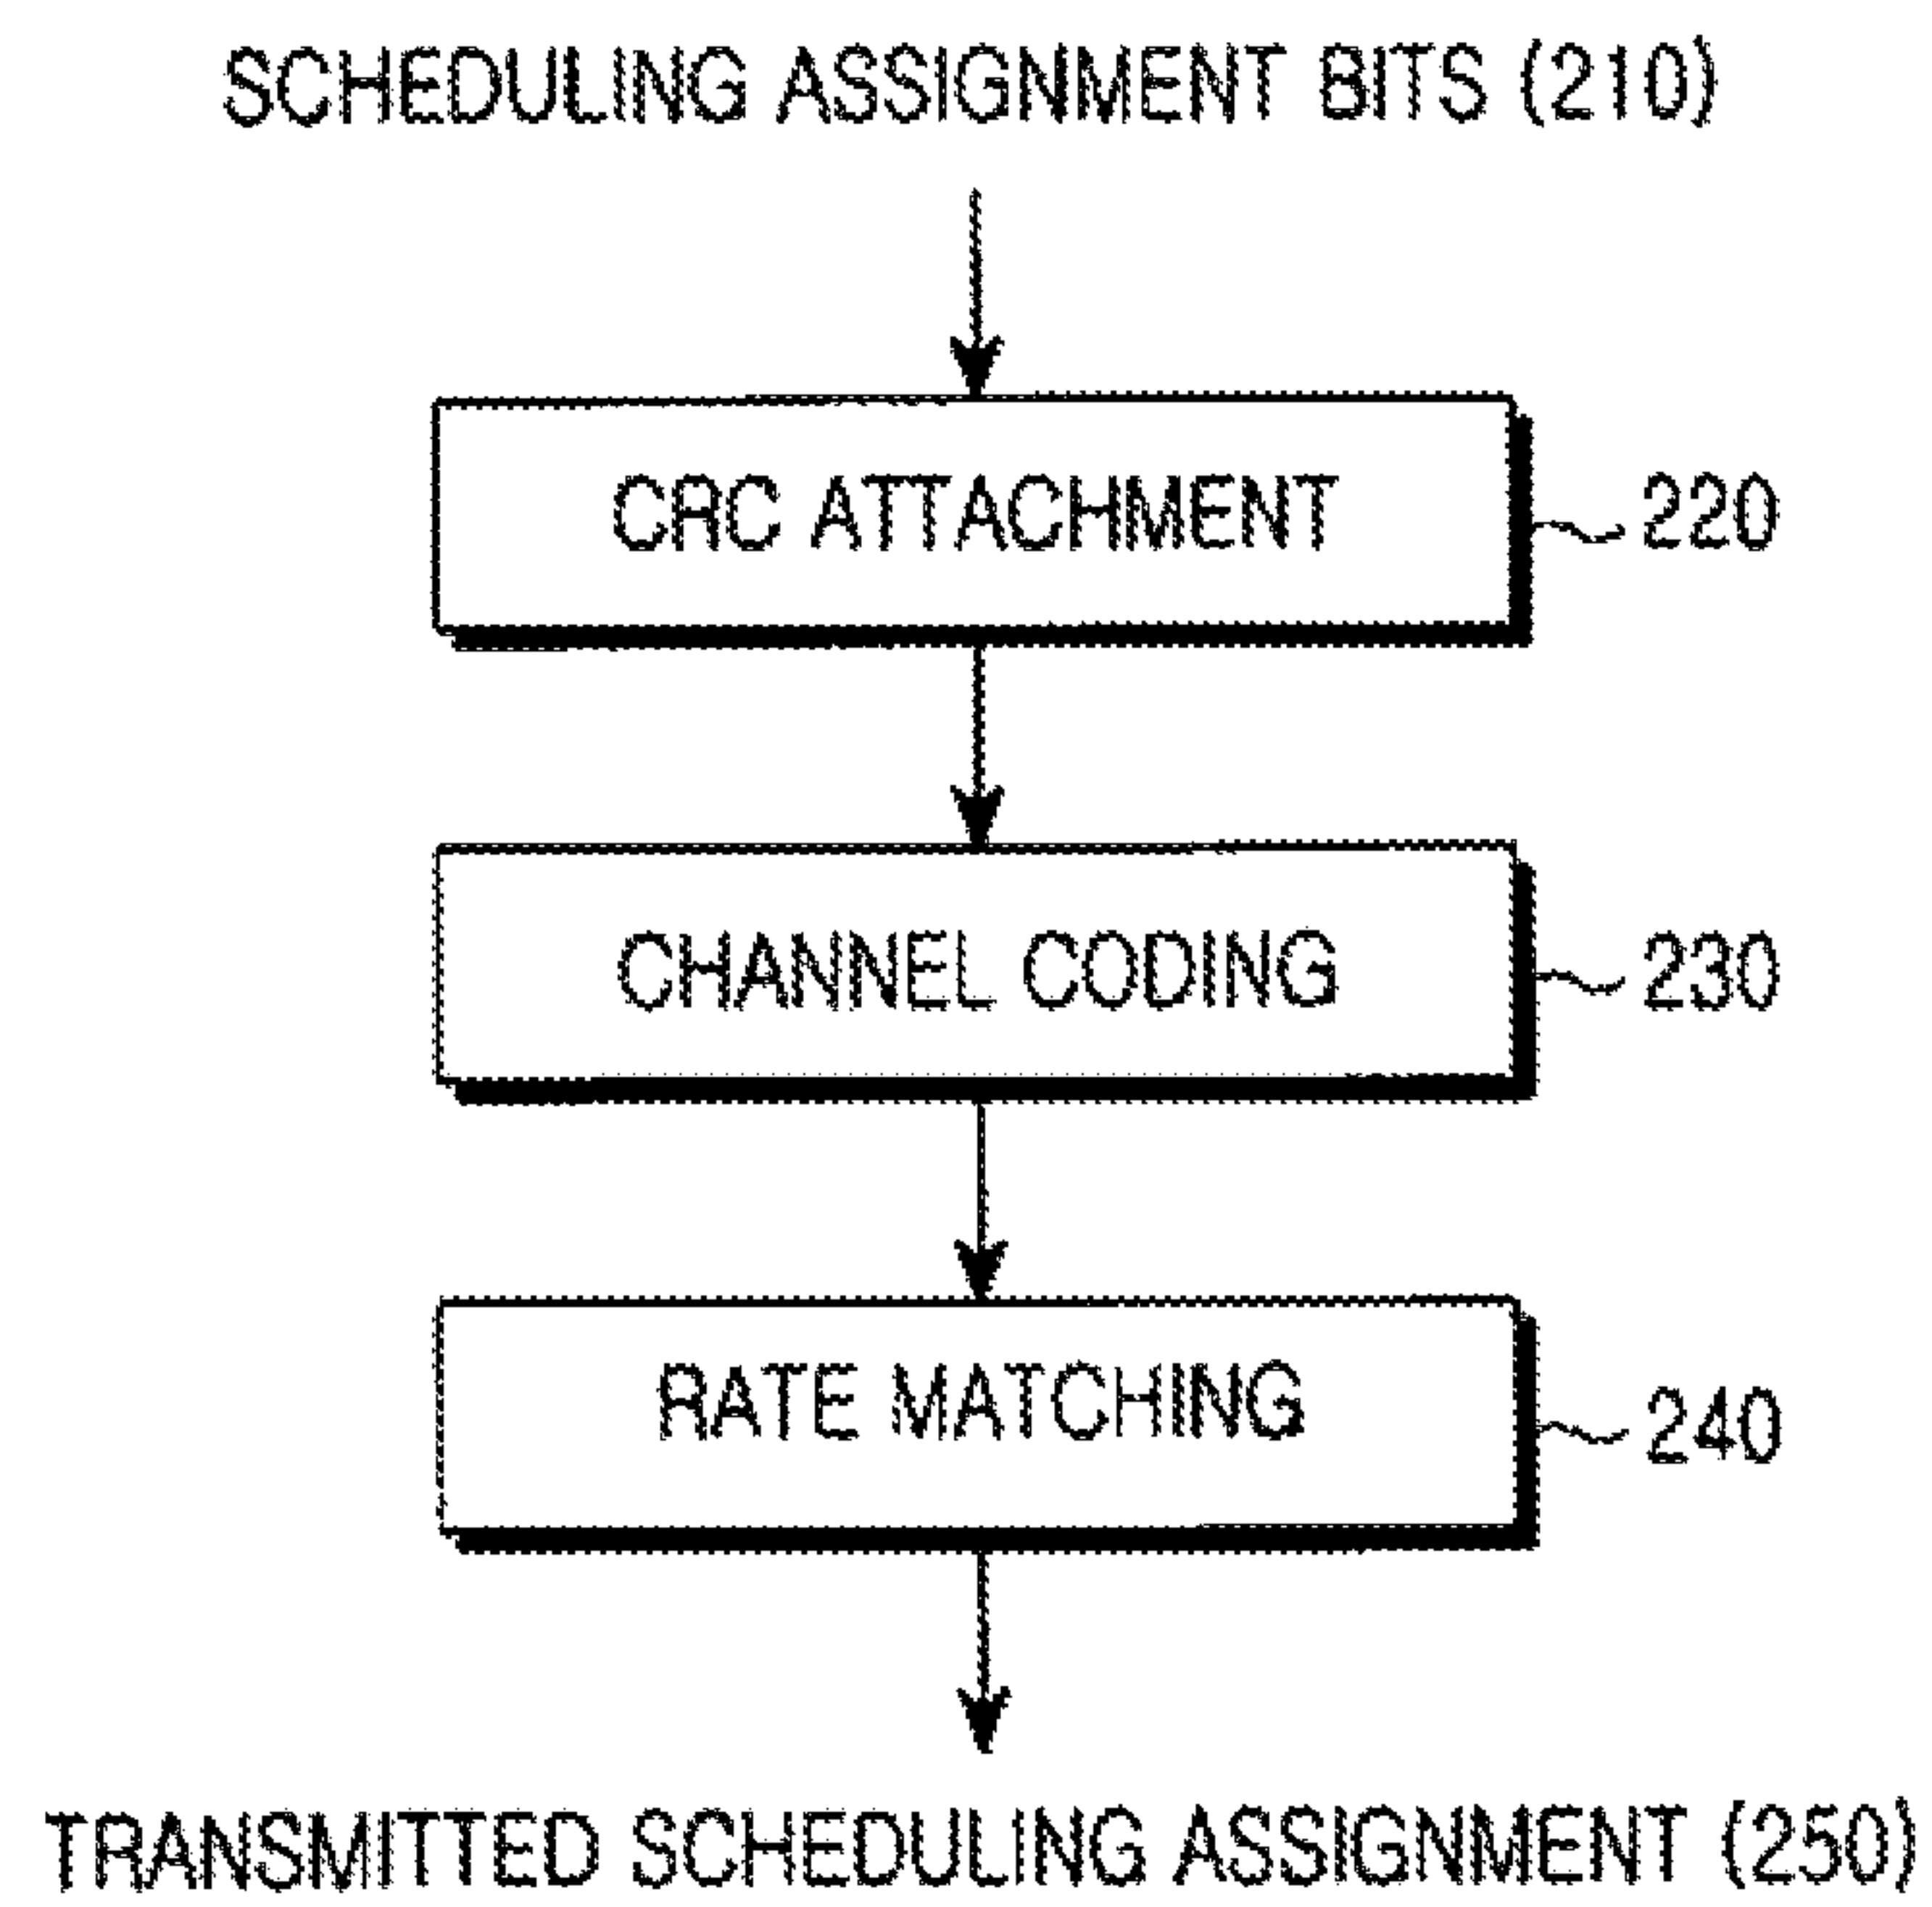 SCHEDULING ASSIGNMENT BITS (210)
CRC ATTACHMENT
220
CHANNEL CODING
230
RATE MATCHING
240
TRANSMITTED SCHEDULING ASSIGNMENT (250)